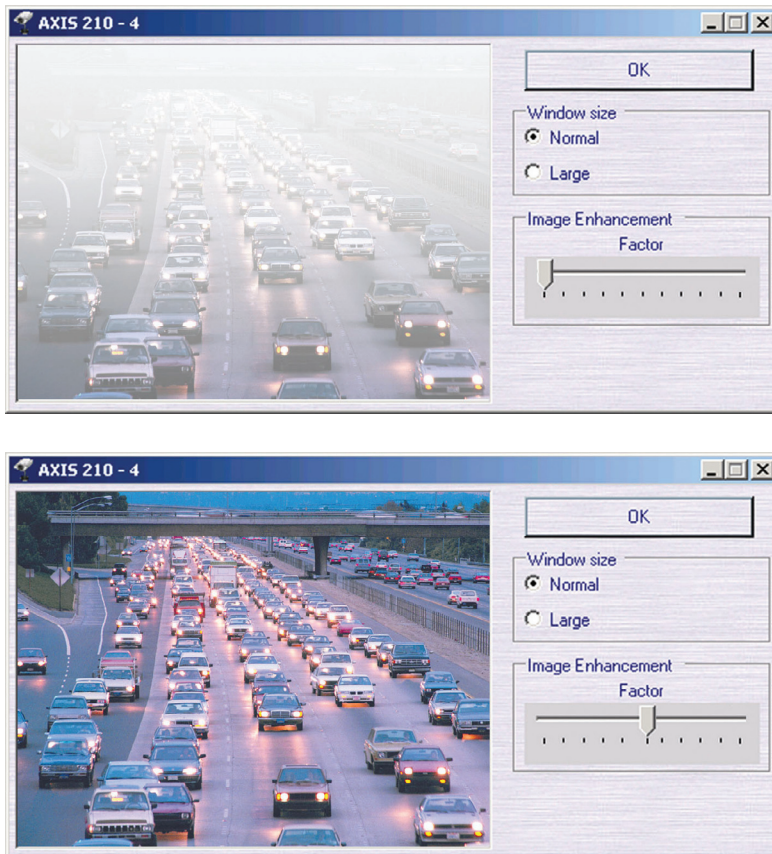 AXIS 210 - 4
OK
Window size
Normal
Large
Image Enhancement
Factor
AXIS 210 - 4
OK
Window size
Normal
Large
Image Enhancement
Factor